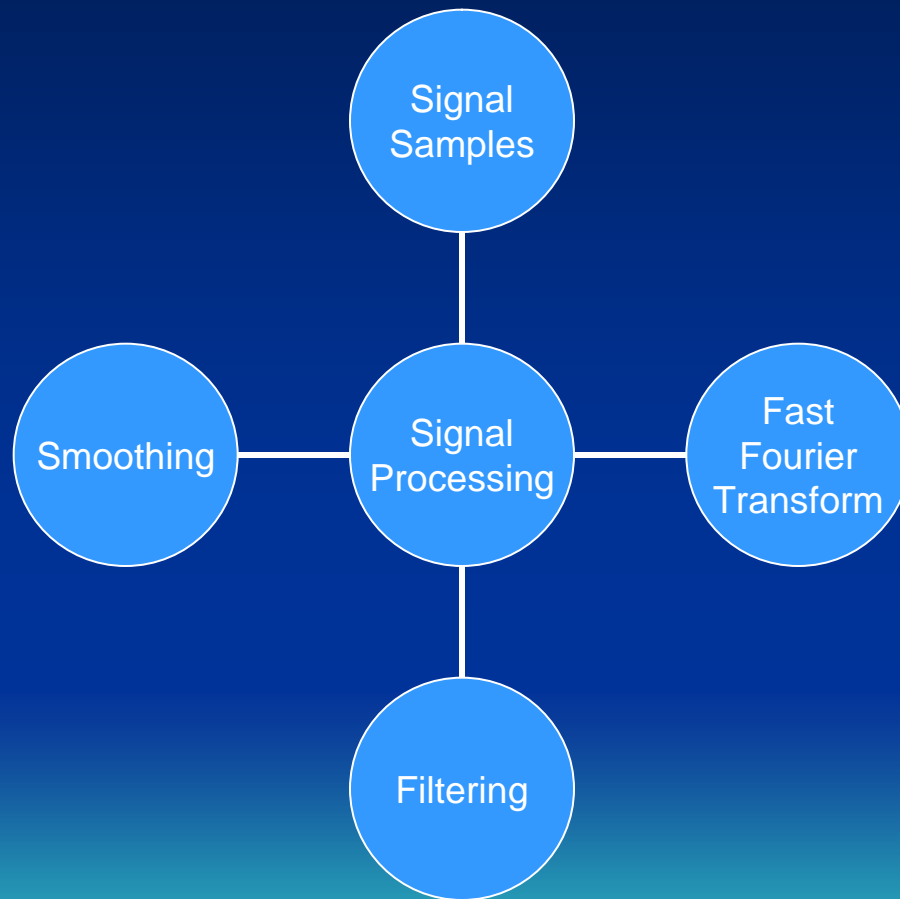 Signal
Samples
Smoothing
Signal
Processing
Fast
Fourier
Transform
Filtering